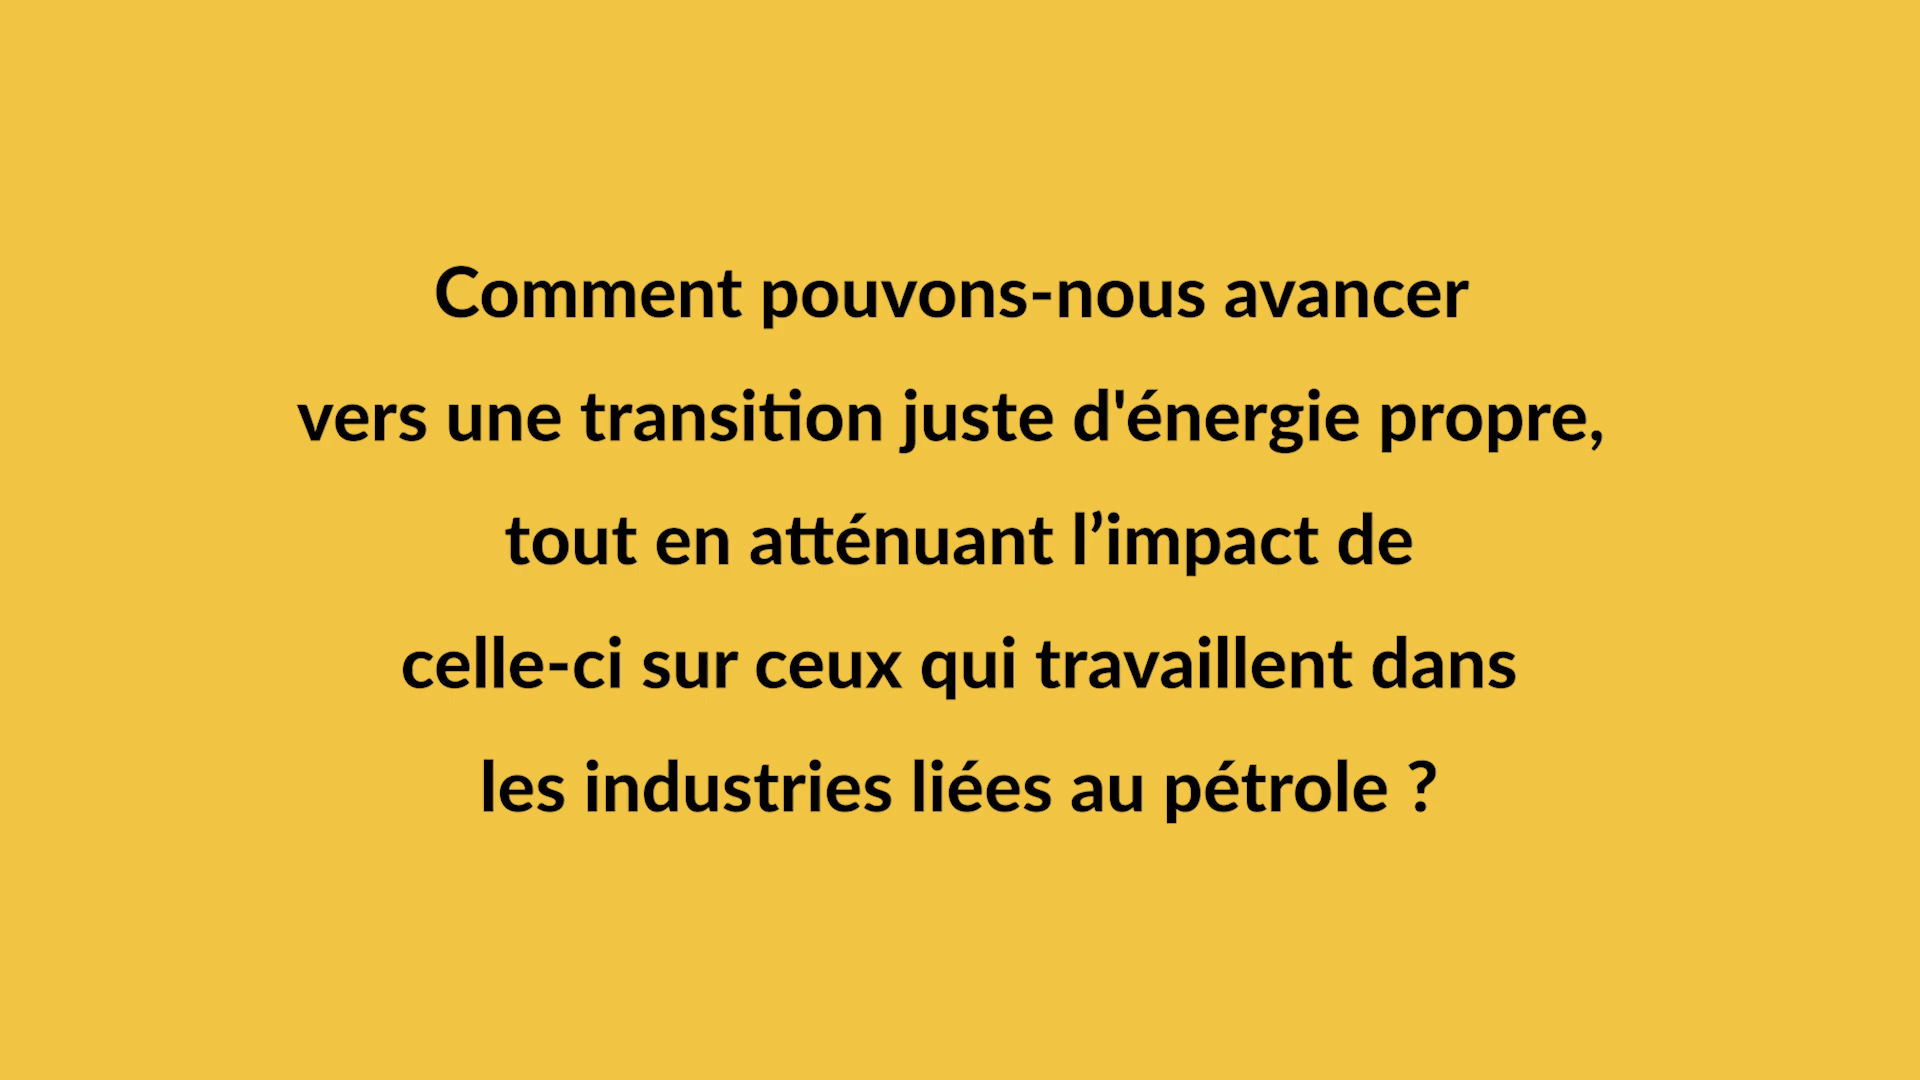 Comment pouvons-nous avancer
vers une transition juste d'énergie propre,
tout en atténuant l’impact de
celle-ci sur ceux qui travaillent dans
les industries liées au pétrole ?